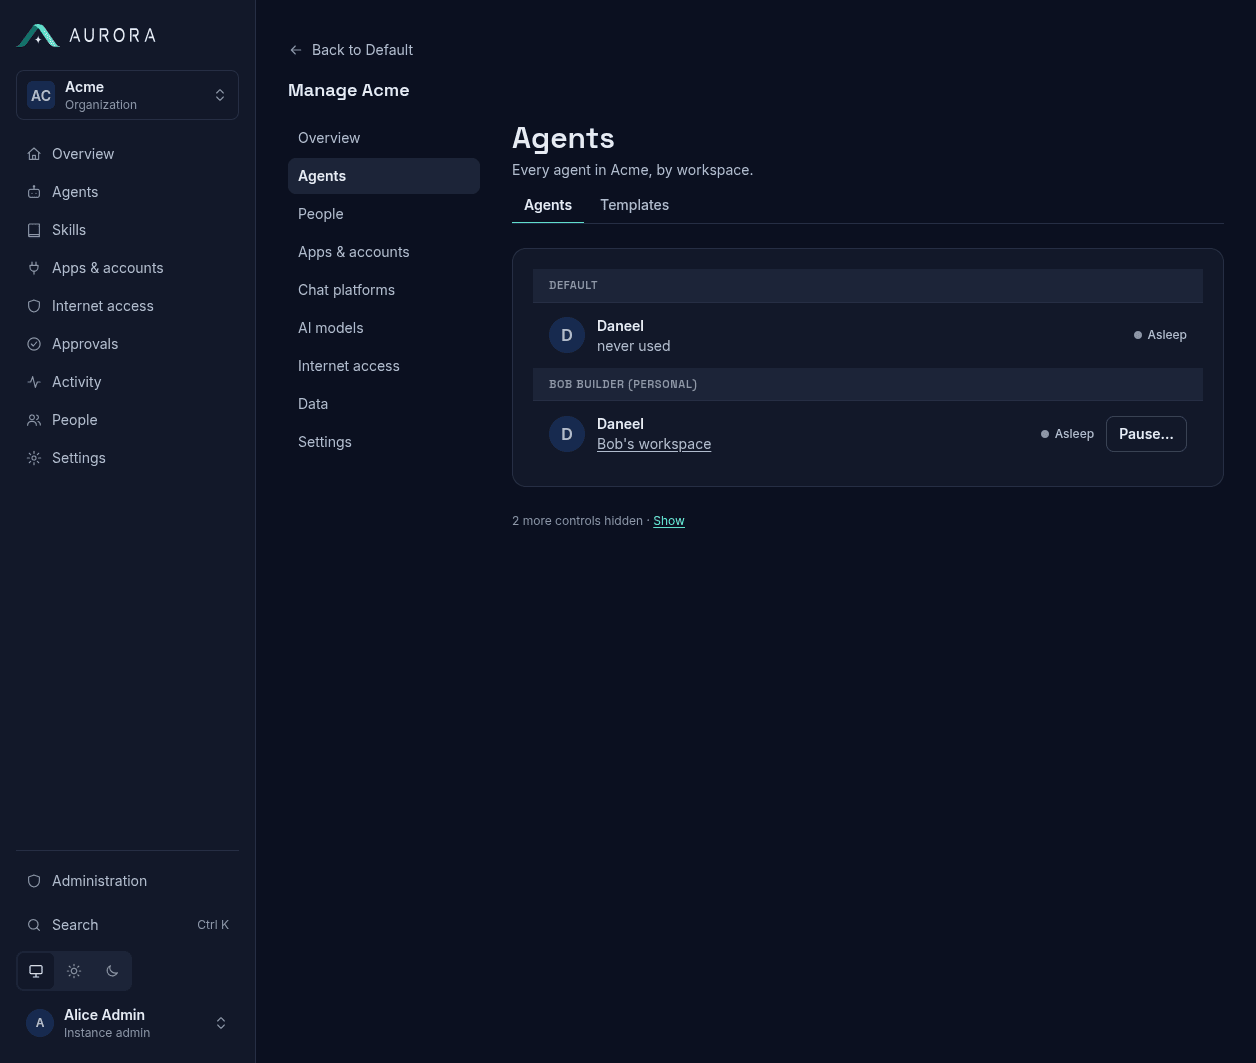 AURORA
AC
Acme
Organization
Overview
Agents
Skills
Apps & accounts
Internet access
Approvals
Activity
People
Settings
Administration
Search
Ctrl K
A
Alice Admin
Instance admin
Back to Default
Manage Acme
Overview
Agents
People
Apps & accounts
Chat platforms
AI models
Internet access
Data
Settings
Agents
Every agent in Acme, by workspace.
Agents
Templates
DEFAULT
D
Daneel
never used
Asleep
BOB BUILDER (PERSONAL)
D
Daneel
Bob's workspace
Asleep
Pause...
2 more controls hidden · Show